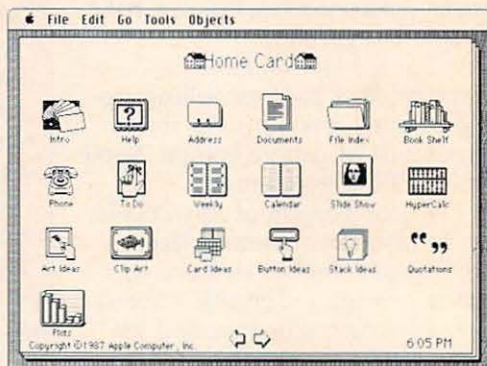 File Edit Go Tools Objects
Home Card
Intro Help Address Documents File Index Book Shelf
Phone To Do Weekly Calendar Slide Show HyperCalc
Art Ideas Clip Art Card Ideas Button Ideas Stack Ideas Quotations
Plots
Copyright ©1987 Apple Computer, Inc. 6:05 PM